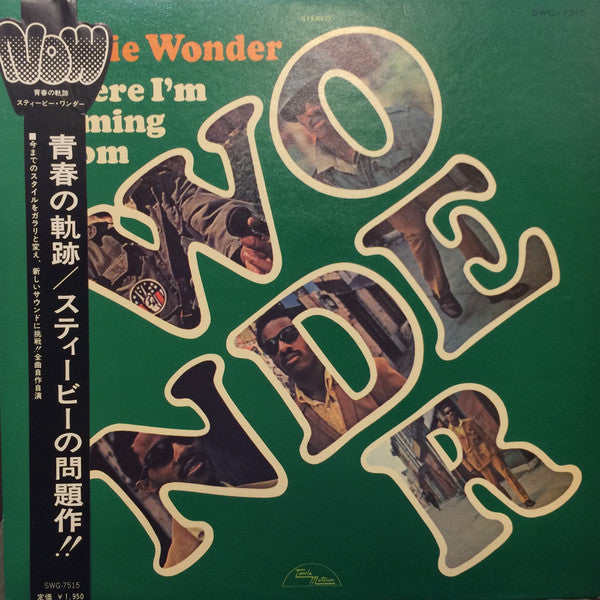 NOW
青春の軌跡
スティービー・ワンダー
青春の軌跡/スティービーの問題作!!
■今までのスタイルをガラリと変え、新しいサウンドに挑戦!!全曲自作自演
SWG-7515
定価 ¥1,950
STEREO
SWG-7515
ie Wonder
ere I'm
ming
om
WONDER
Tamla
Motown